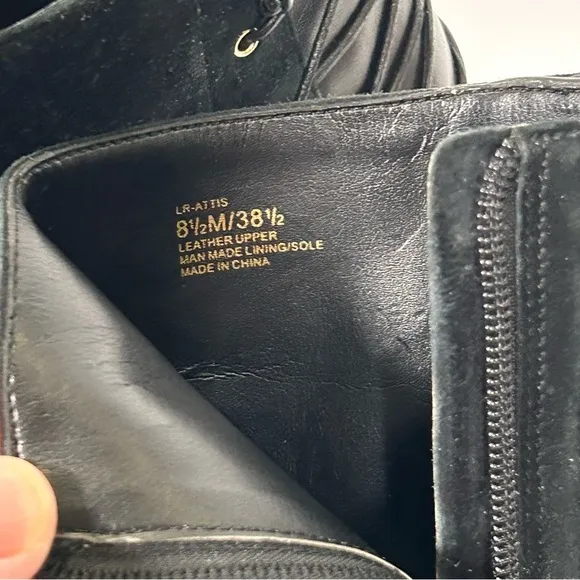 LR-ATTIS
8½M/38½
LEATHER UPPER
MAN MADE LINING/SOLE
MADE IN CHINA